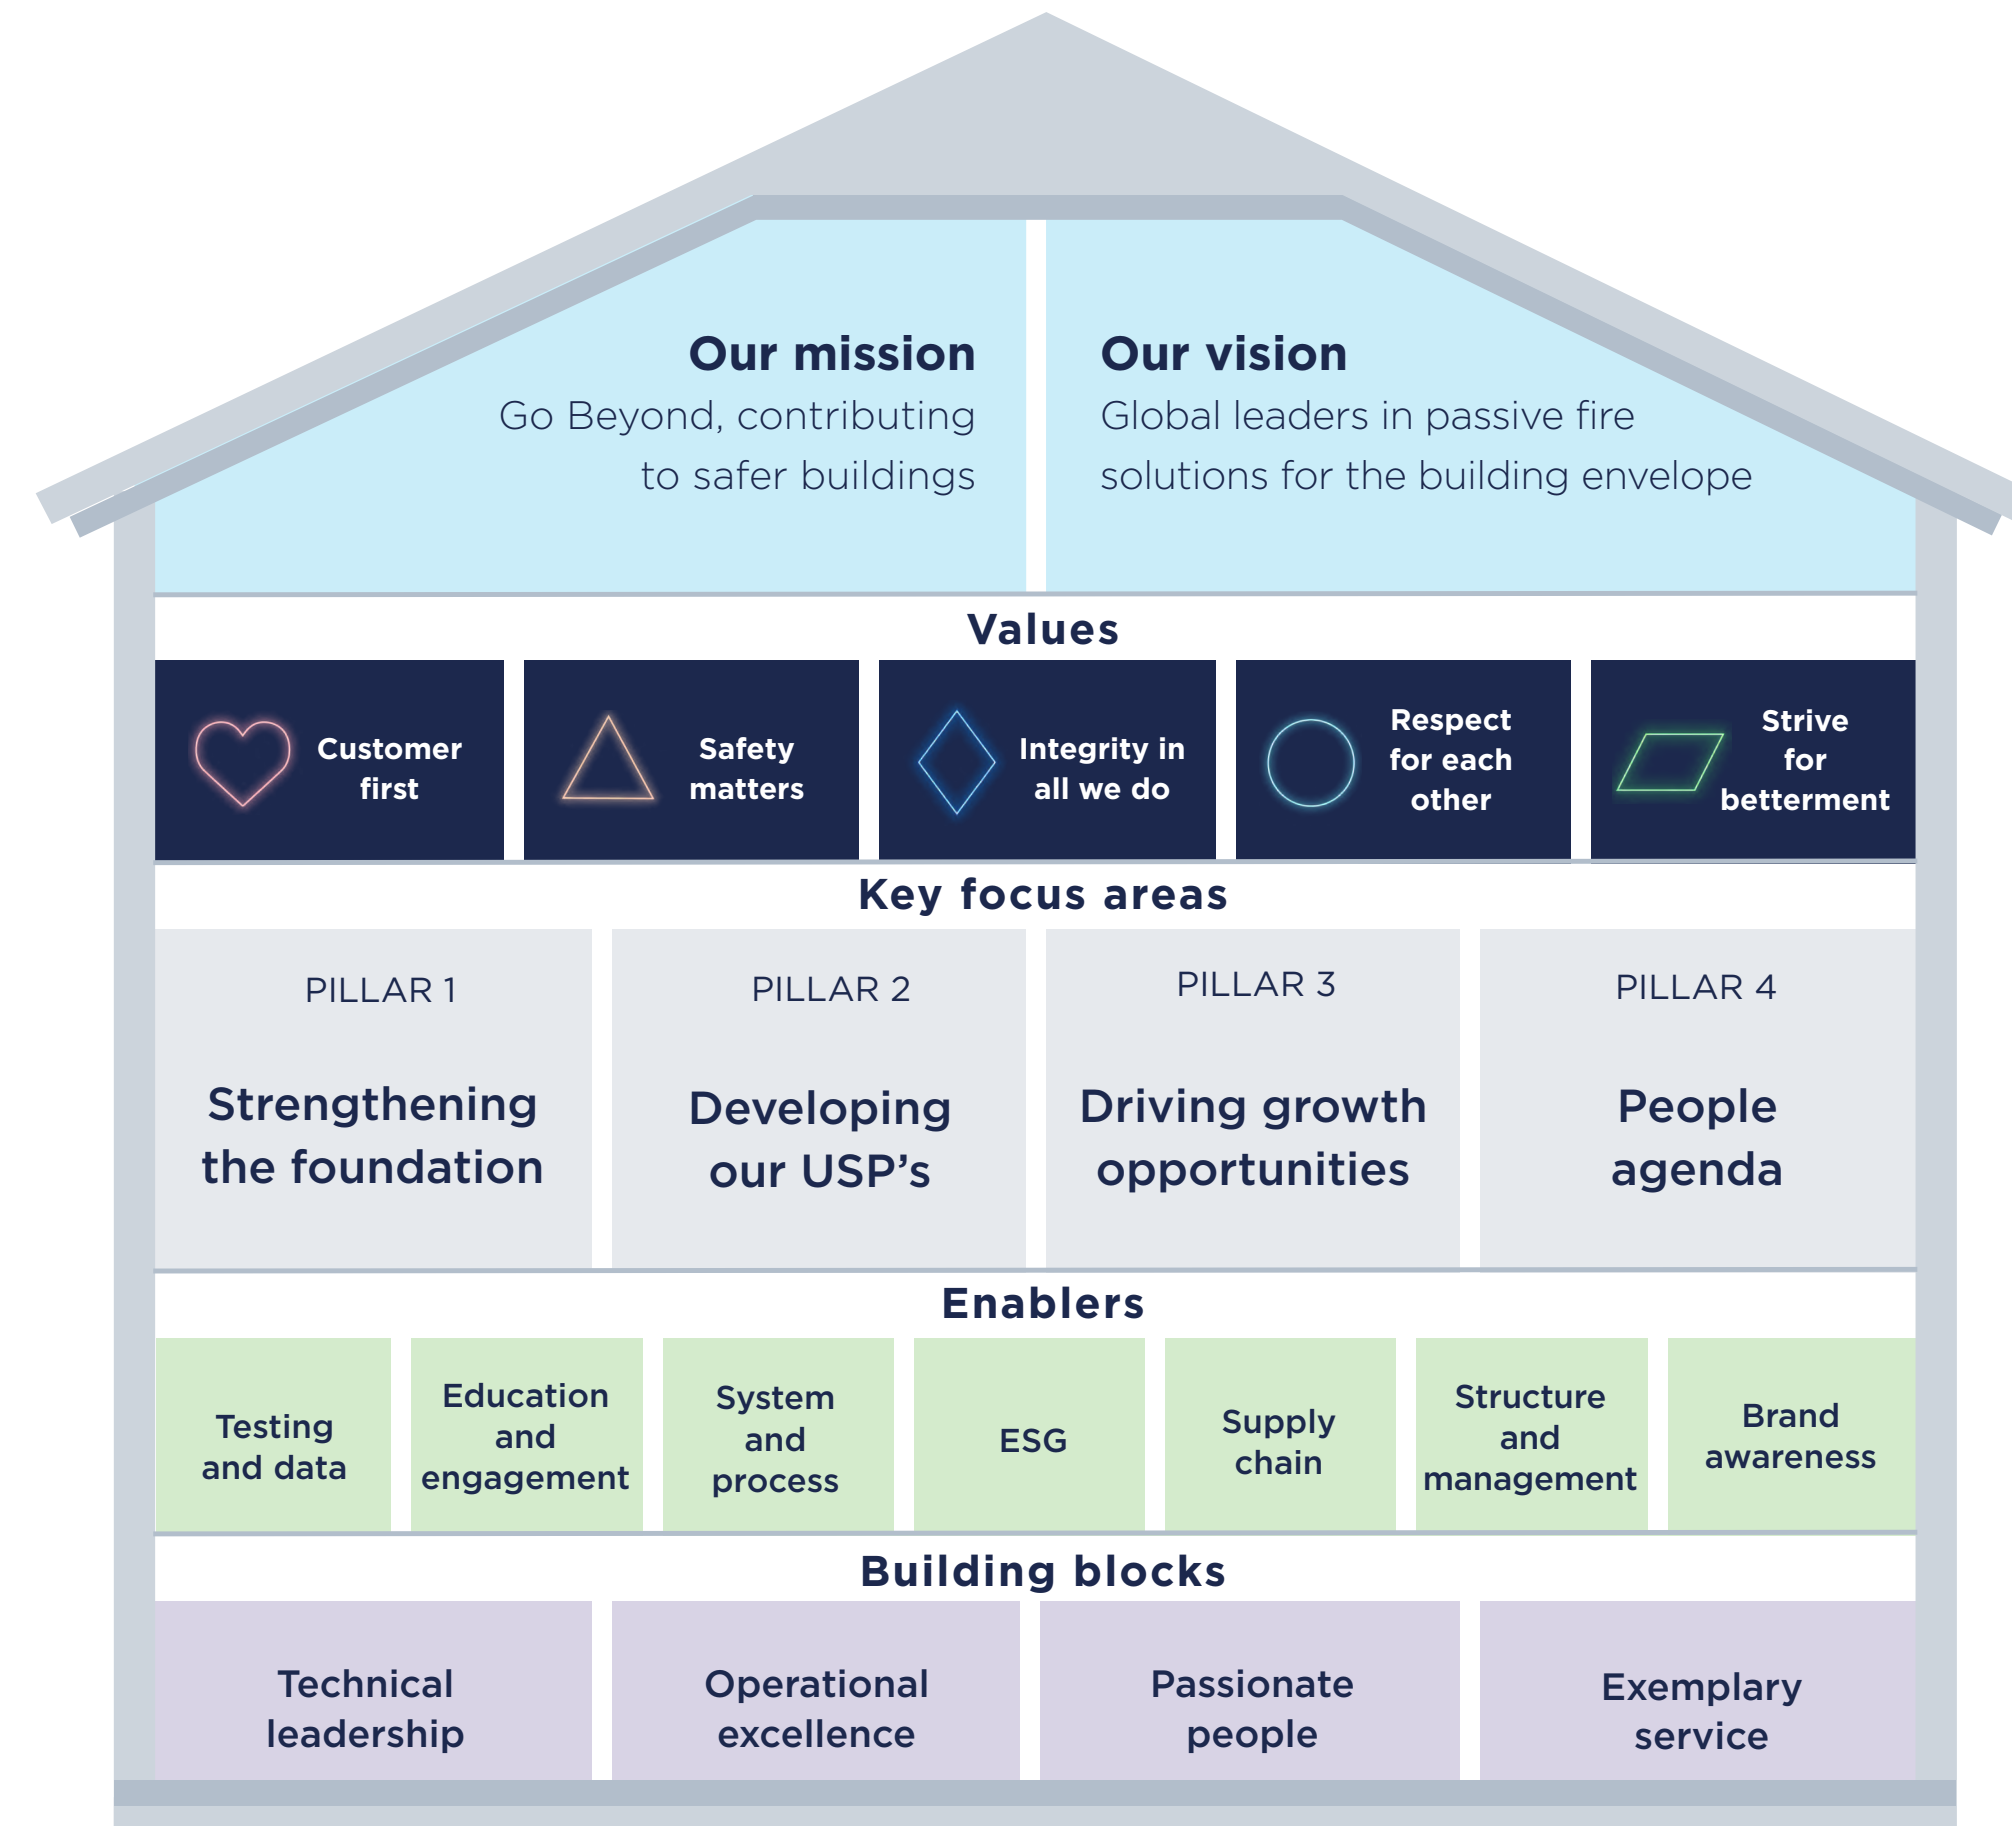 Our mission
Go Beyond, contributing
to safer buildings
Our vision
Global leaders in passive fire
solutions for the building envelope
Values
Customer
first
Safety
matters
Integrity in
all we do
Respect
for each
other
Strive
for
betterment
Key focus areas
PILLAR 1
Strengthening
the foundation
PILLAR 2
Developing
our USP’s
PILLAR 3
Driving growth
opportunities
PILLAR 4
People
agenda
Enablers
Testing
and data
Education
and
engagement
System
and
process
ESG
Supply
chain
Structure
and
management
Brand
awareness
Building blocks
Technical
leadership
Operational
excellence
Passionate
people
Exemplary
service